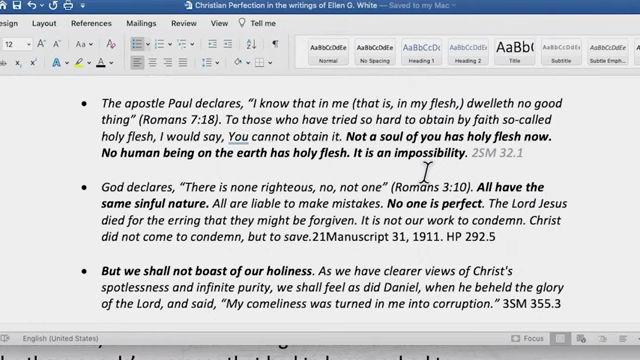 Christian Perfection in the writings of Ellen G. White — Saved to my Mac
Design Layout References Mailings Review View Tell me
12
AaBbCcDdEe AaBbCcDdEe AaBbCcDc AaBbCcDdEe AaBb( AaBbCcDdEe AaBbCcDdEe
Normal No Spacing Heading 1 Heading 2 Title Subtitle Subtle Emph...
• The apostle Paul declares, “I know that in me (that is, in my flesh,) dwelleth no good
thing” (Romans 7:18). To those who have tried so hard to obtain by faith so-called
holy flesh, I would say, You cannot obtain it. Not a soul of you has holy flesh now.
No human being on the earth has holy flesh. It is an impossibility. 2SM 32.1
• God declares, “There is none righteous, no, not one” (Romans 3:10). All have the
same sinful nature. All are liable to make mistakes. No one is perfect. The Lord Jesus
died for the erring that they might be forgiven. It is not our work to condemn. Christ
did not come to condemn, but to save.21Manuscript 31, 1911. HP 292.5
• But we shall not boast of our holiness. As we have clearer views of Christ's
spotlessness and infinite purity, we shall feel as did Daniel, when he beheld the glory
of the Lord, and said, “My comeliness was turned in me into corruption.” 3SM 355.3
English (United States) Focus